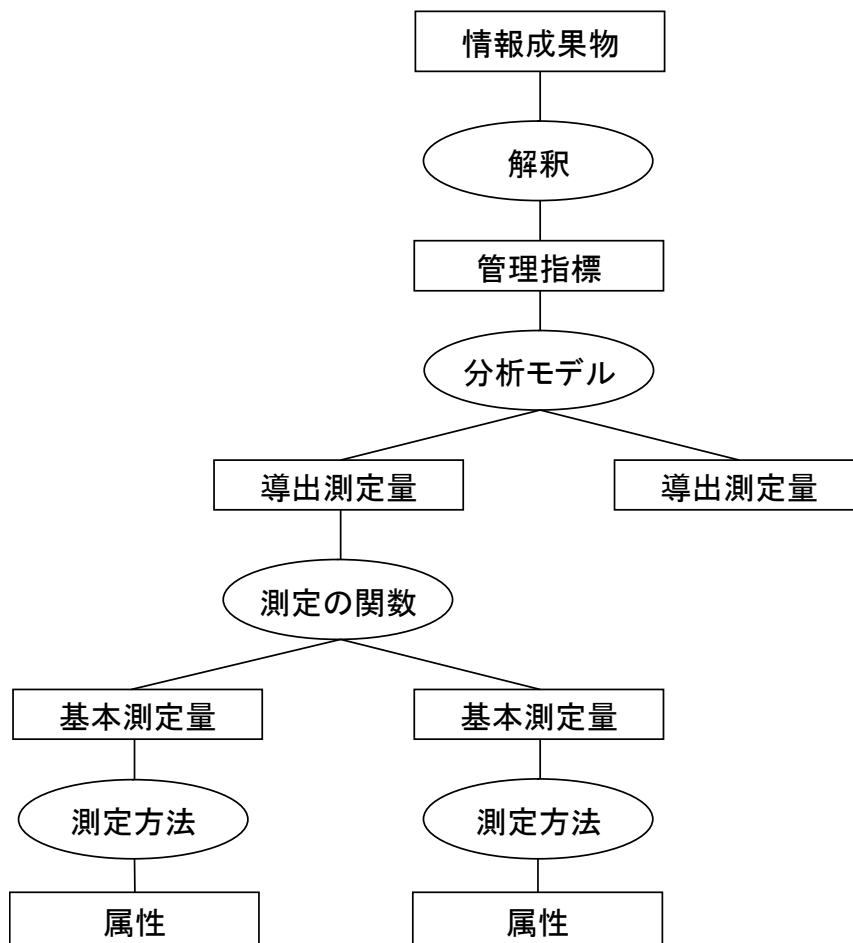 情報成果物
解釈
管理指標
分析モデル
導出測定量
導出測定量
測定の関数
基本測定量
基本測定量
測定方法
測定方法
属性
属性